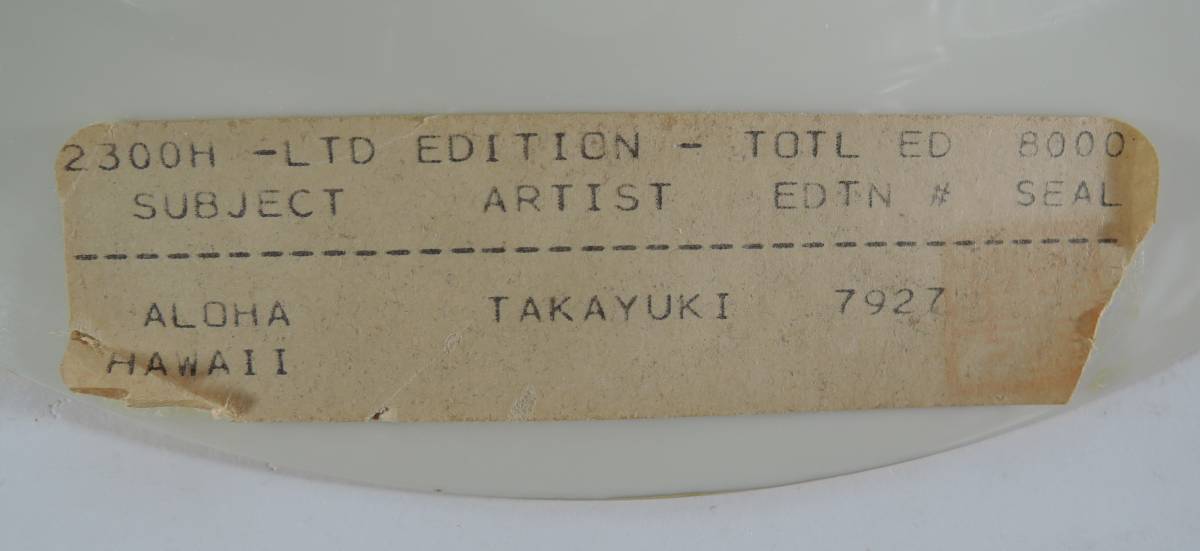 2300H -LTD EDITION - TOTL ED 8000
SUBJECT ARTIST EDTN # SEAL
----------------------------------------------------------------
ALOHA TAKAYUKI 7927
HAWAII